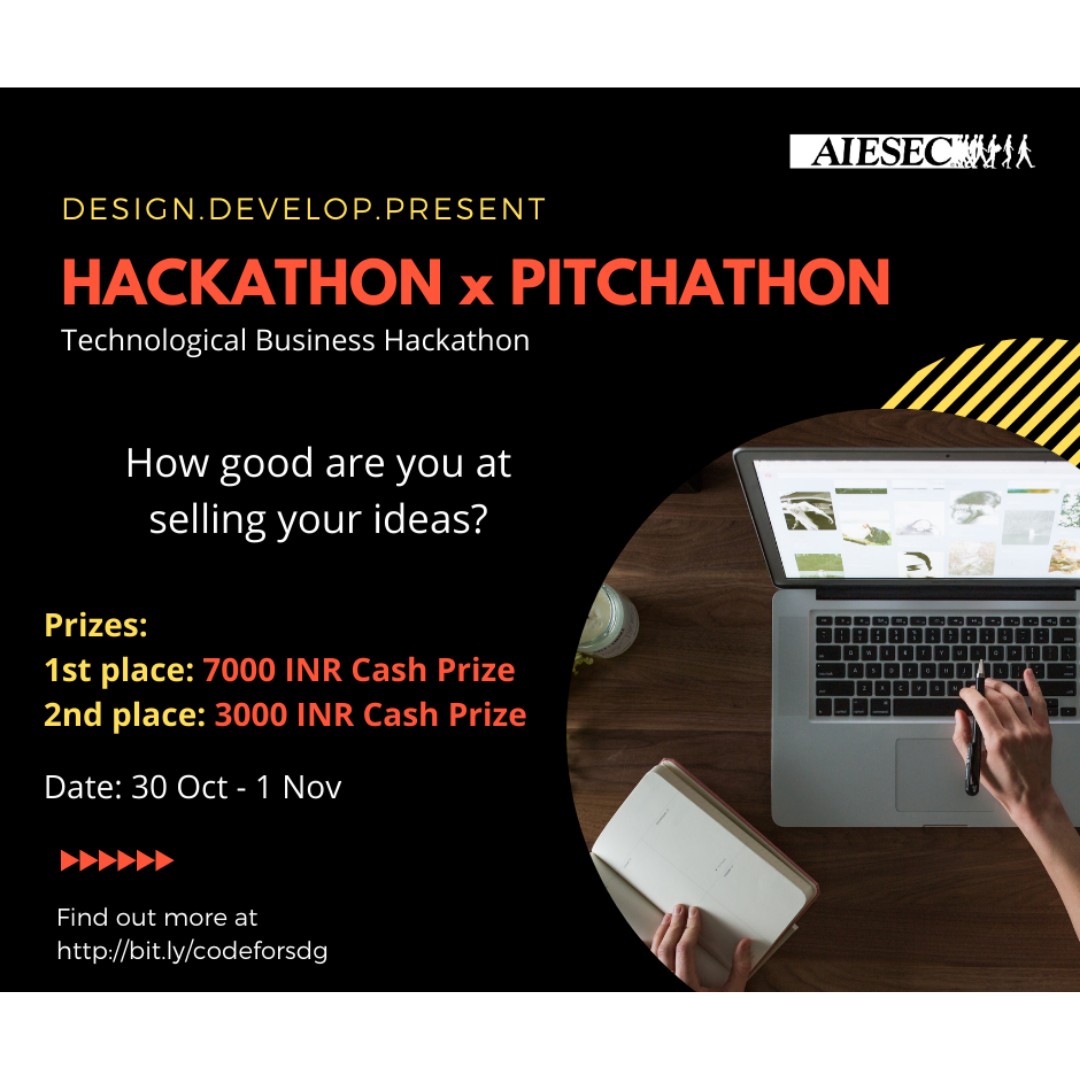 AIESEC
DESIGN.DEVELOP.PRESENT
HACKATHON x PITCHATHON
Technological Business Hackathon
How good are you at
selling your ideas?
Prizes:
1st place: 7000 INR Cash Prize
2nd place: 3000 INR Cash Prize
Date: 30 Oct - 1 Nov
Find out more at
http://bit.ly/codeforsdg